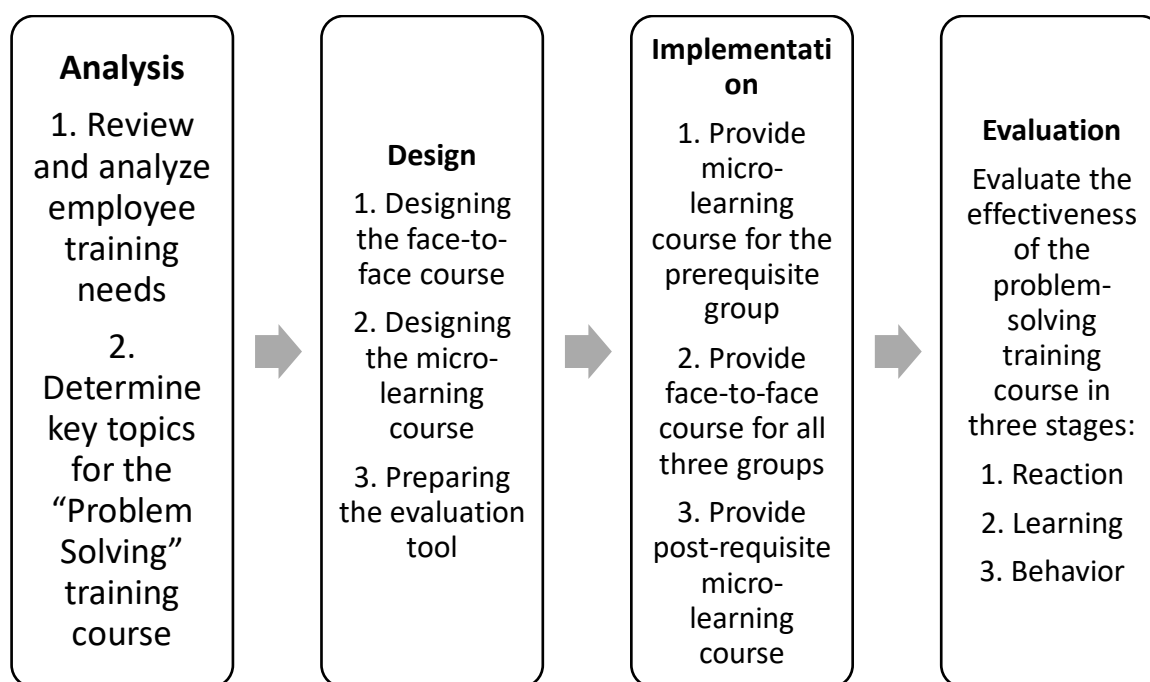 Analysis
1. Review
and analyze
employee
training
needs
2.
Determine
key topics
for the
“Problem
Solving”
training
course
Design
1. Designing
the face-to-
face course
2. Designing
the micro-
learning
course
3. Preparing
the evaluation
tool
Implementati
on
1. Provide
micro-
learning
course for the
prerequisite
group
2. Provide
face-to-face
course for all
three groups
3. Provide
post-requisite
micro-
learning
course
Evaluation
Evaluate the
effectiveness
of the
problem-
solving
training
course in
three stages:
1. Reaction
2. Learning
3. Behavior